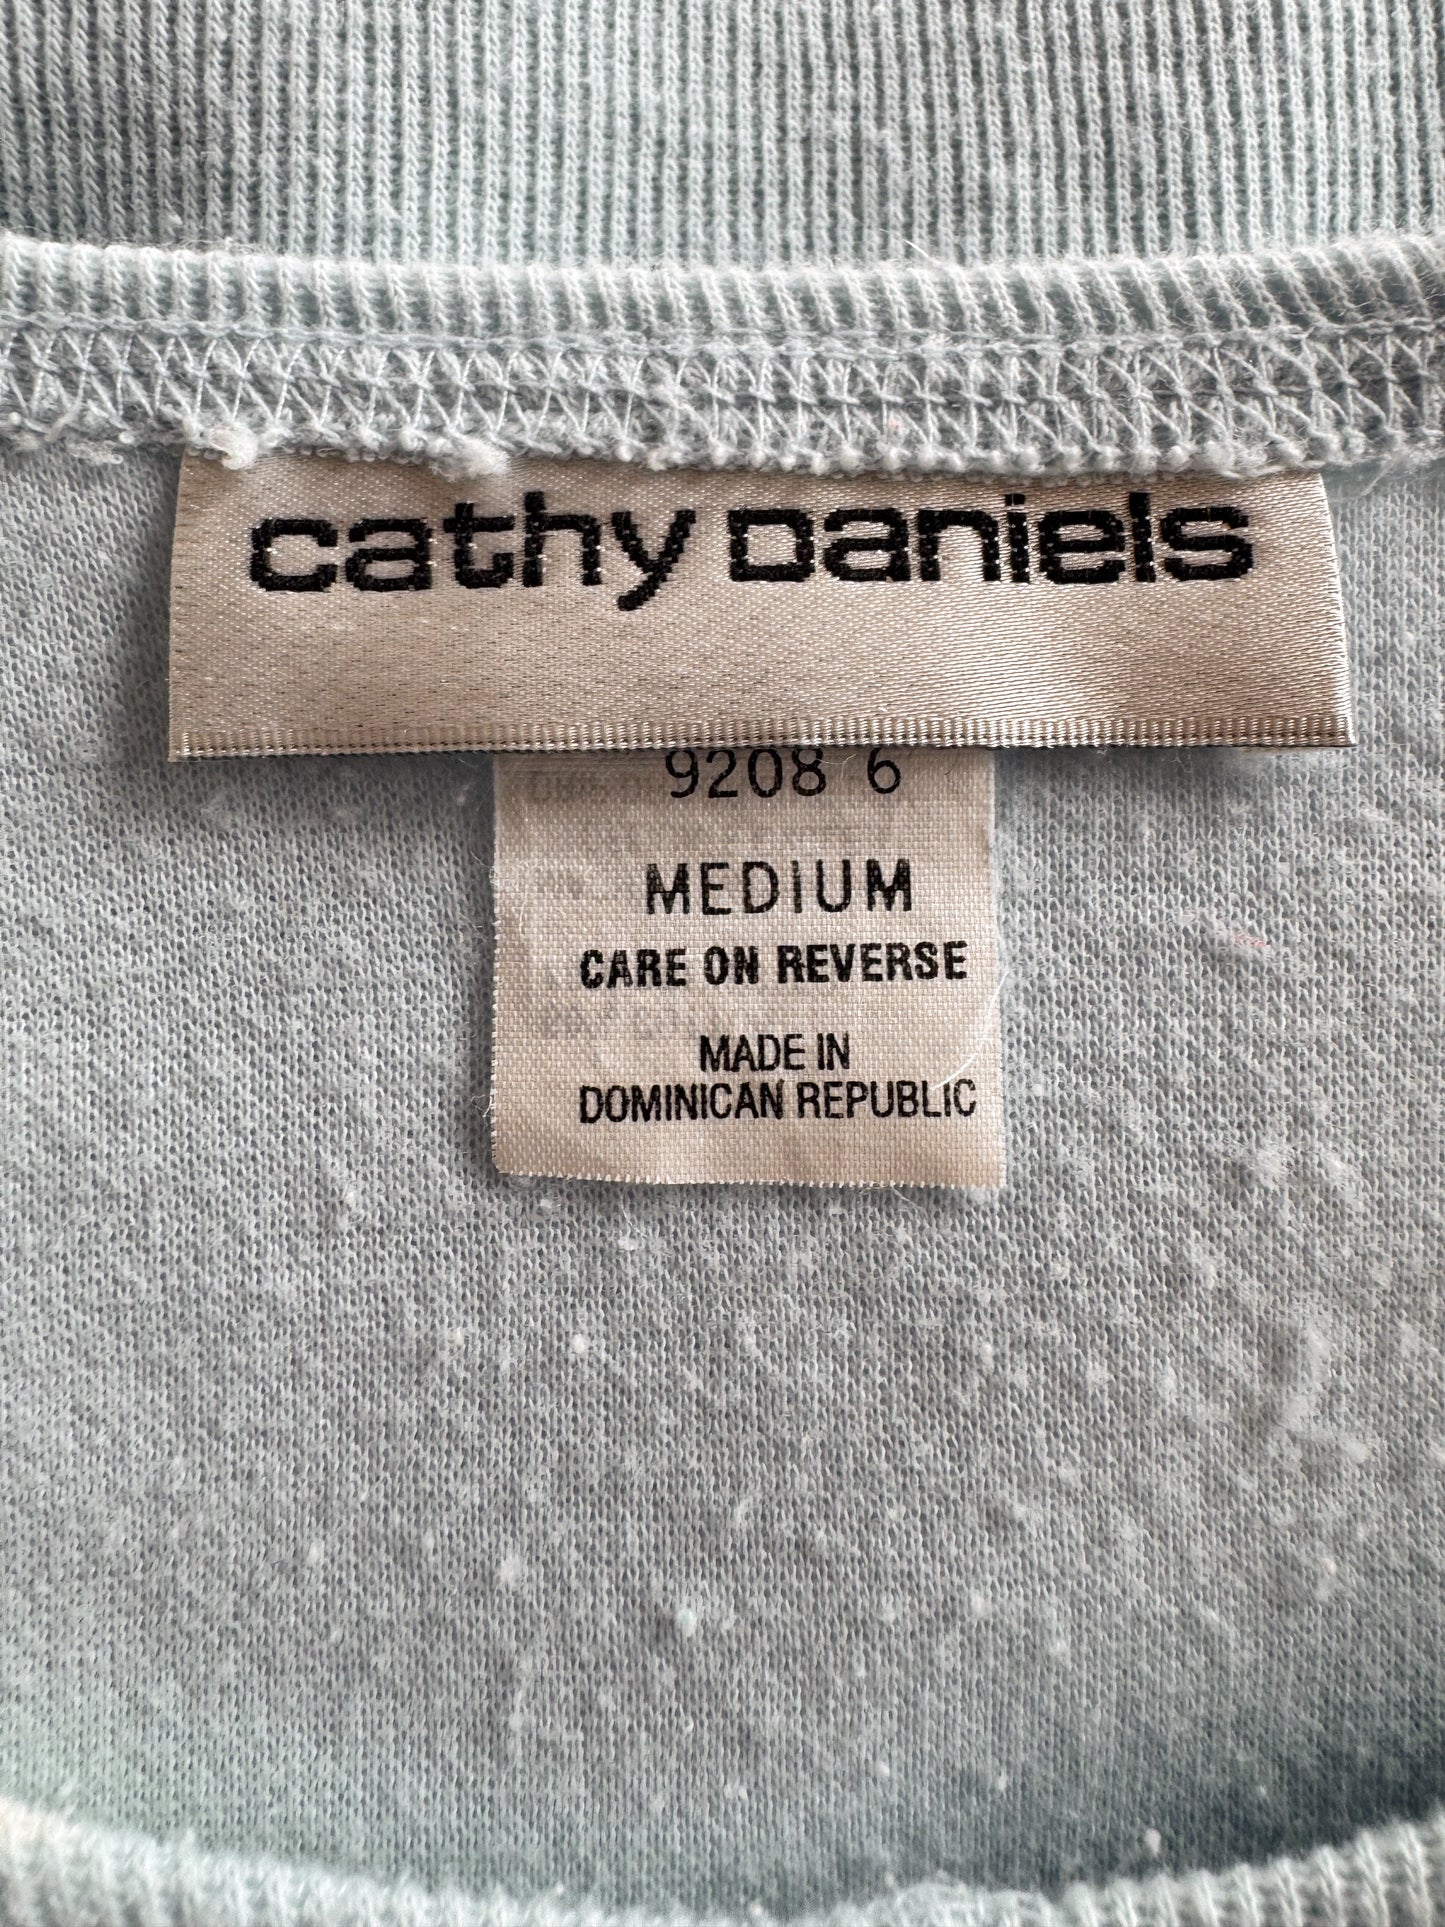 cathy Daniels
9208 6
MEDIUM
CARE ON REVERSE
MADE IN
DOMINICAN REPUBLIC